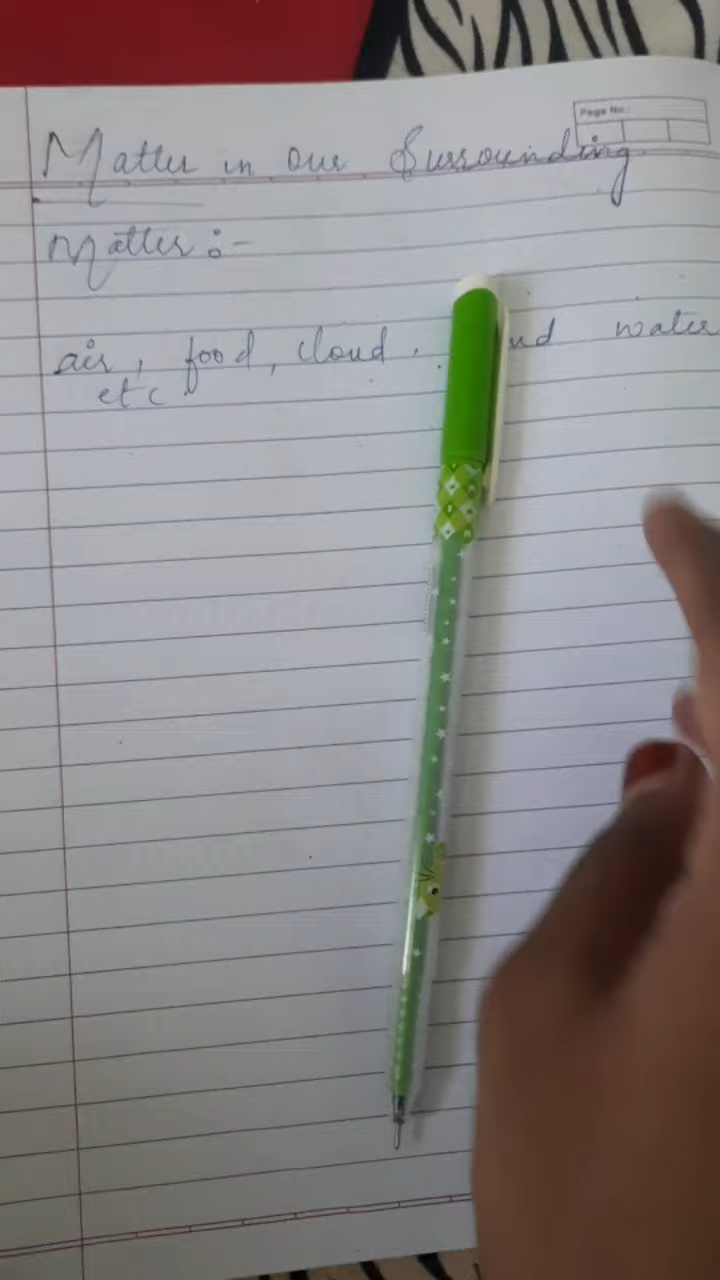 Page No.:
Matter in our Surrounding
Matter :-
air, food, cloud, water
etc.